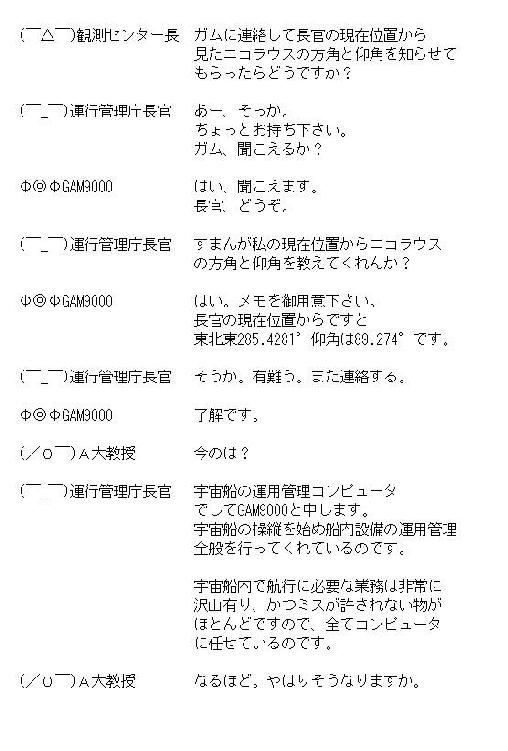 (￣△￣)観測センター長 ガムに連絡して長官の現在位置から
見たニコラウスの方角と仰角を知らせて
もらったらどうですか？
(￣_￣)運行管理庁長官 あー、そっか。
ちょっとお持ち下さい。
ガム、聞こえるか？
Φ◎ΦGAM9000 はい、聞こえます。
長官、どうぞ。
(￣_￣)運行管理庁長官 すまんが私の現在位置からニコラウス
の方角と仰角を教えてくれんか？
Φ◎ΦGAM9000 はい。メモを御用意下さい、
長官の現在位置からですと
東北東285.4281°仰角は89.274°です。
(￣_￣)運行管理庁長官 そうか。有難う。また連絡する。
Φ◎ΦGAM9000 了解です。
(／０￣)Ａ大教授 今のは？
(￣_￣)運行管理庁長官 宇宙船の運用管理コンピュータ
でしてGAM9000と申します。
宇宙船の操縦を始め船内設備の運用管理
全般を行ってくれているのです。
宇宙船内で航行に必要な業務は非常に
沢山有り、かつミスが許されない物が
ほとんどですので、全てコンピュータ
に任せているのです。
(／０￣)Ａ大教授 なるほど。やはりそうなりますか。